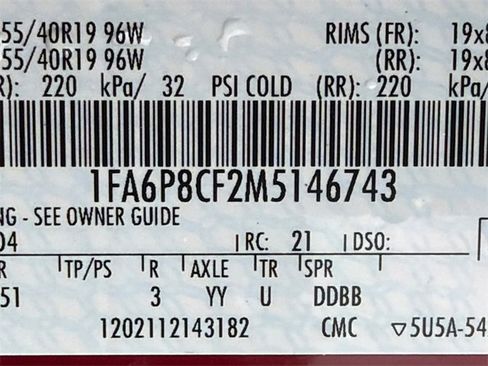 55/40R19 96W RIMS (FR): 19x8
55/40R19 96W (RR): 19x8
R): 220 kPa/ 32 PSI COLD (RR): 220 kPa
1FA6P8CF2M5146743
NG - SEE OWNER GUIDE
04 RC: 21 DSO:
R TP/PS R AXLE TR SPR
51 3 YY U DDBB
1202112143182 CMC ▽5U5A-54